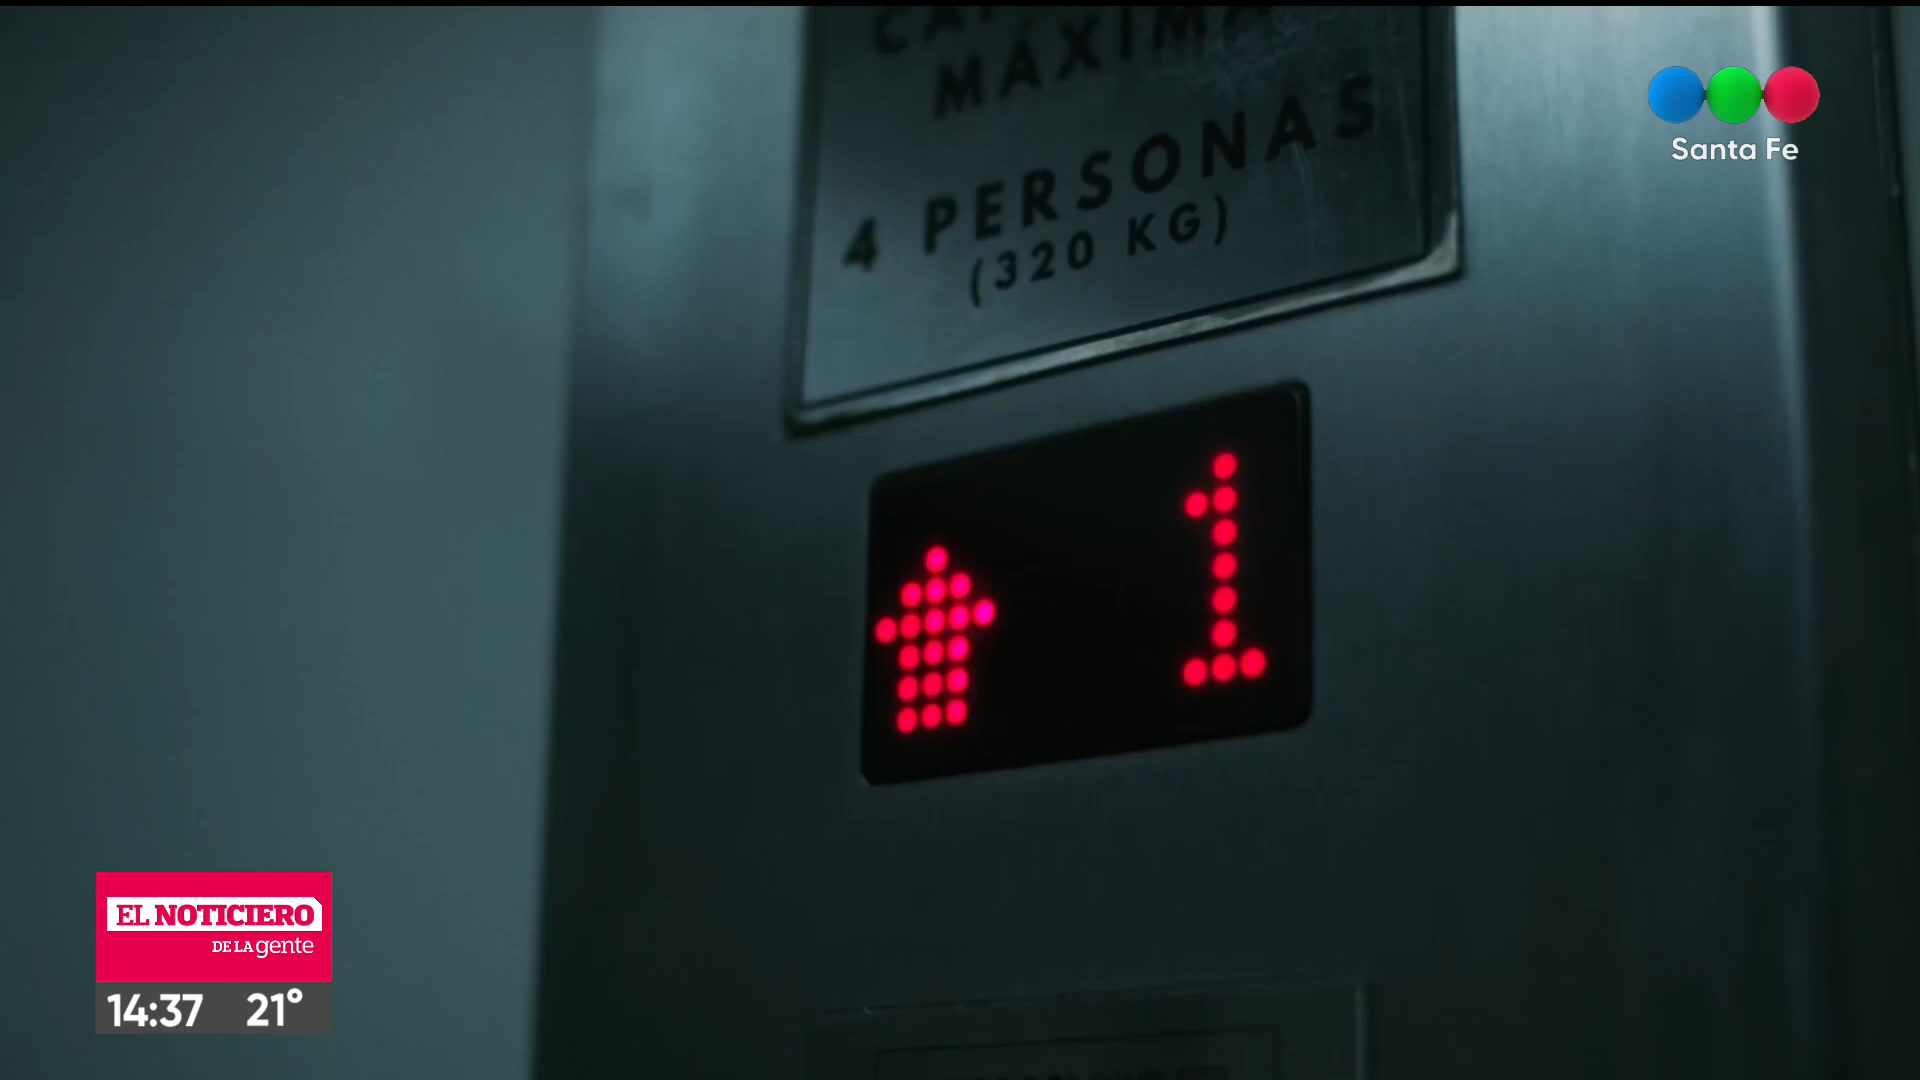 MÁXIMA
4 PERSONAS
(320 KG)
1
Santa Fe
EL NOTICIERO
DE LA gente
14:37 21°